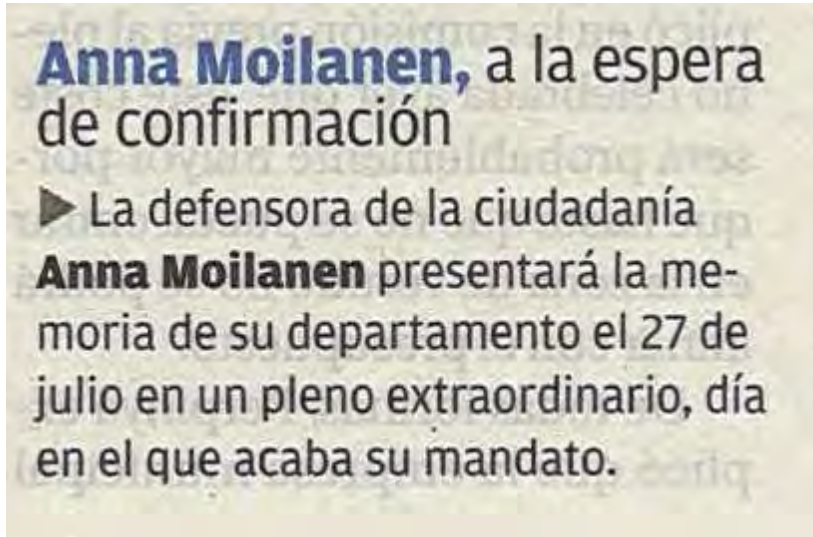 Anna Moilanen, a la espera
de confirmación
▶ La defensora de la ciudadanía
Anna Moilanen presentará la me-
moria de su departamento el 27 de
julio en un pleno extraordinario, día
en el que acaba su mandato.